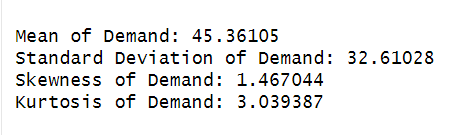 Mean of Demand: 45.36105
Standard Deviation of Demand: 32.61028
Skewness of Demand: 1.467044
Kurtosis of Demand: 3.039387